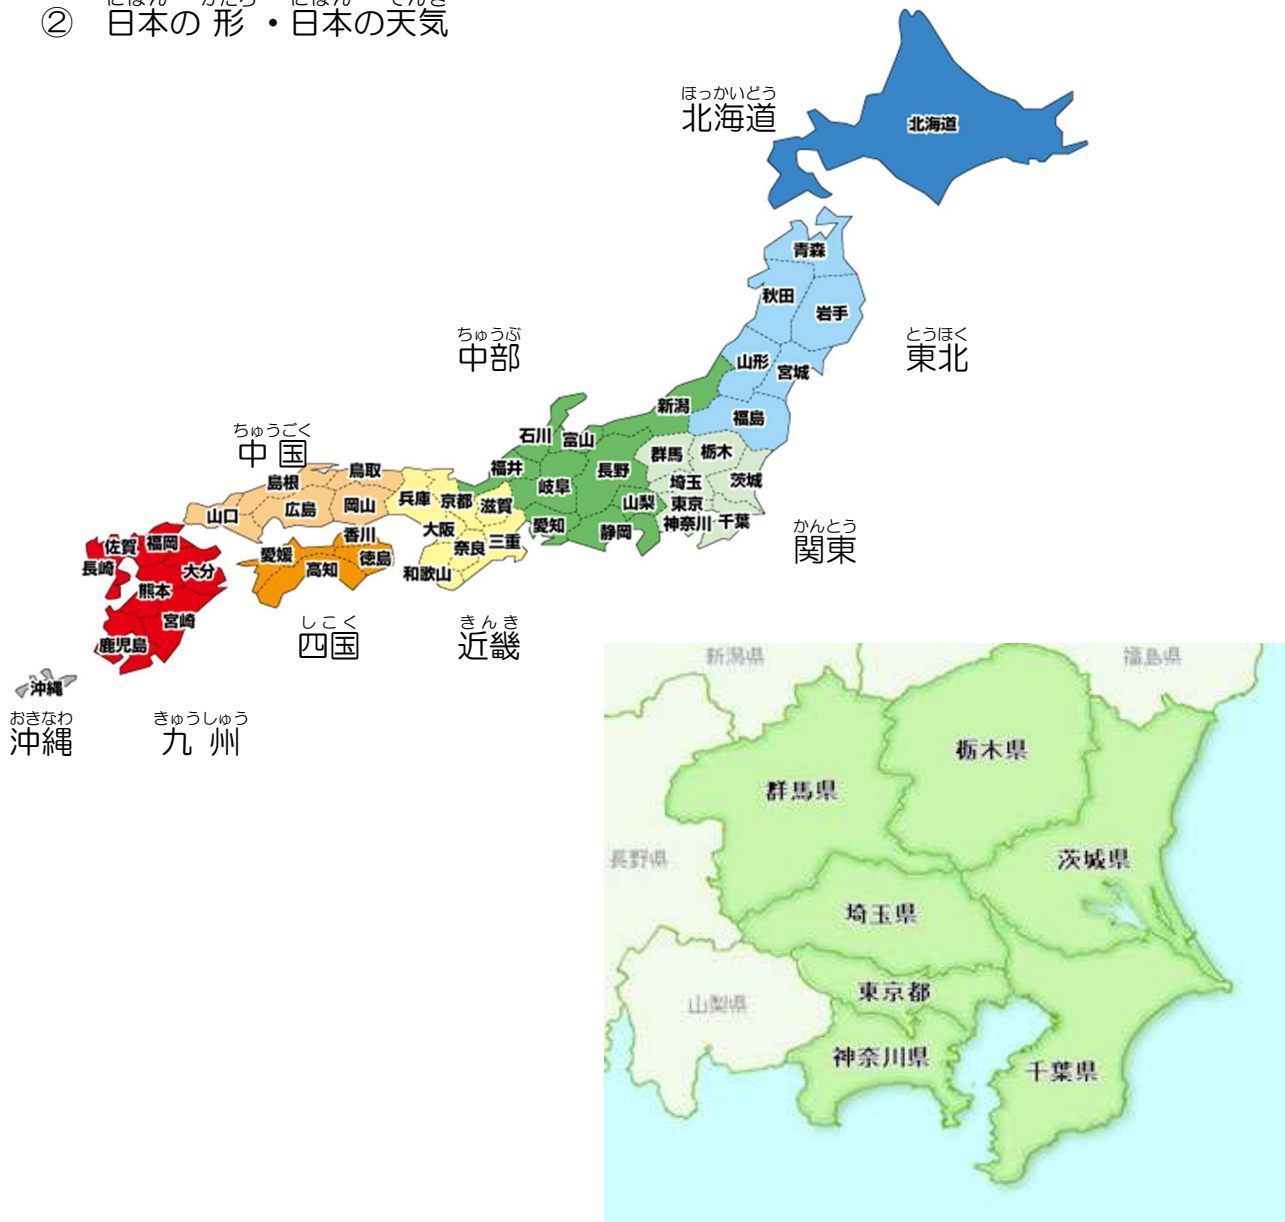 ② 日本の形・日本の天気
ほっかいどう
北海道
北海道
青森
秋田
岩手
とうほく
東北
ちゅうぶ
中部
山形
宮城
新潟
福島
石川
富山
群馬
栃木
ちゅうごく
中国
福井
長野
茨城
鳥取
島根
岐阜
埼玉
兵庫
京都
滋賀
山梨
東京
岡山
広島
山口
愛知
静岡
神奈川
千葉
大阪
香川
かんとう
関東
佐賀
福岡
愛媛
奈良
三重
長崎
大分
高知
徳島
和歌山
熊本
宮崎
しこく
四国
きんき
近畿
鹿児島
沖縄
おきなわ
沖縄
きゅうしゅう
九州
新潟県
福島県
栃木県
群馬県
長野県
茨城県
埼玉県
東京都
山梨県
神奈川県
千葉県